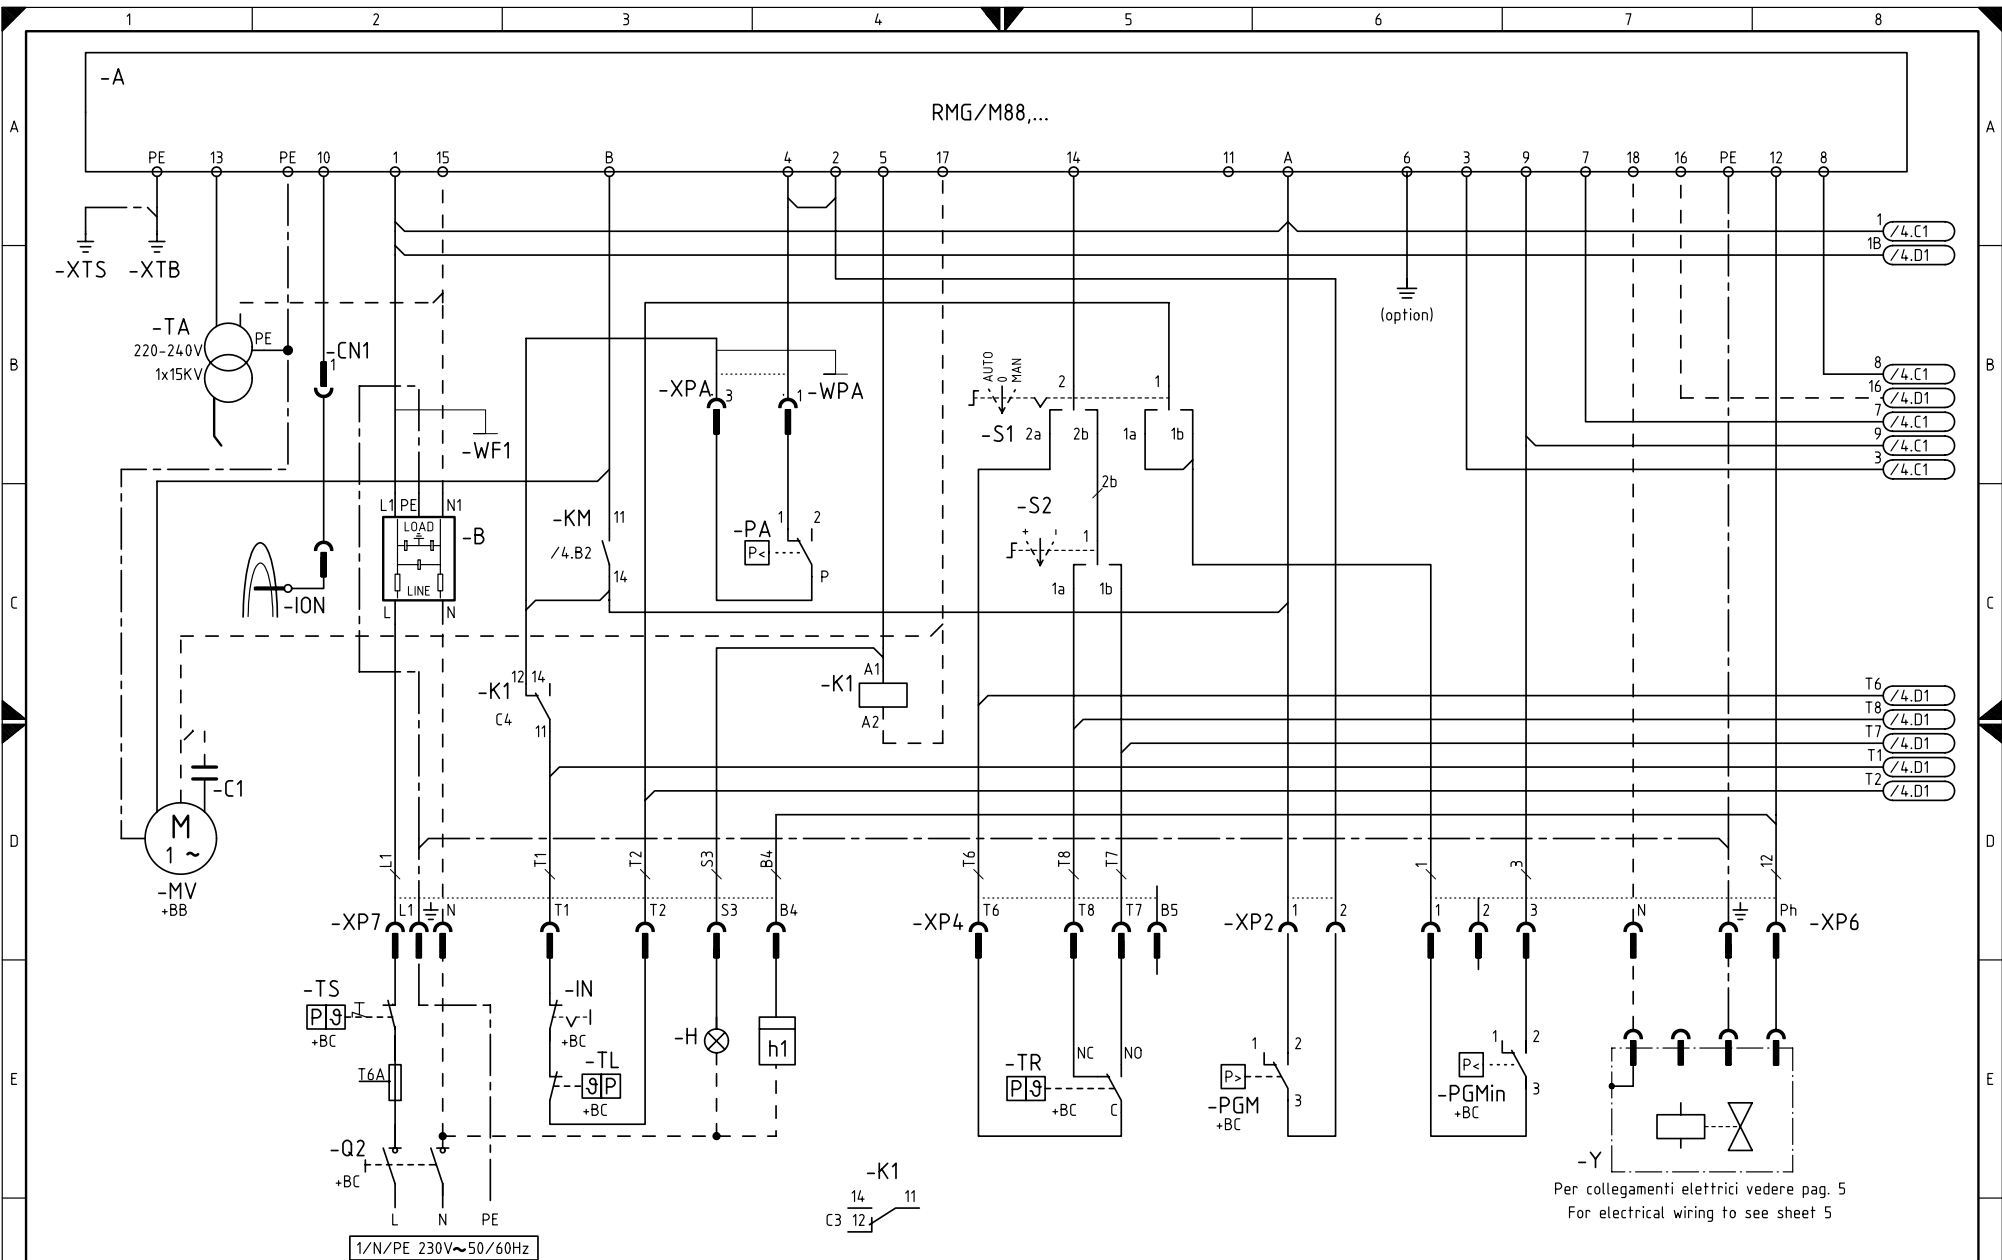 1 2 3 4 5 6 7 8
-A
RMG/M88,...
A A
PE 13 PE 10 1 15 B 4 2 5 17 14 11 A 6 3 9 7 18 16 PE 12 8
1 /4.C1
1B /4.D1
-XTS -XTB
(option)
-TA
220-240V
1x15KV
PE
-CN1
1
B B
-XPA 3
1 -WPA
AUTO
0
MAN
2 1
-S1 2a 2b 1a 1b
8 /4.C1
16 /4.D1
7 /4.C1
9 /4.C1
3 /4.C1
-WF1
2b
L1 PE N1
LOAD
LINE
-B
L N
-KM 11
/4.B2
14
-PA 1 2
P<
P
-S2
+ -
1
1a 1b
-ION
C C
-K1 12 14
C4
11
A1
-K1
A2
T6 /4.D1
T8 /4.D1
T7 /4.D1
T1 /4.D1
T2 /4.D1
-C1
M
1 ~
-MV
+BB
D D
L1 T1 T2 S3 B4 T6 T8 T7 1 3 12
-XP7 L1 N T1 T2 S3 B4
-XP4 T6 T8 T7 B5
-XP2 1 2
1 2 3 N Ph -XP6
-TS
P ϑ
+BC
-IN
+BC
-TL
ϑ P
+BC
-H
h1
T6A
-TR
P ϑ
+BC
NC NO
C
1 2
P>
-PGM
+BC
3
1 2
P<
-PGMin
+BC
3
E E
-Q2
+BC
L N PE
1/N/PE 230V~50/60Hz
-K1
14 11
C3 12
-Y
Per collegamenti elettrici vedere pag. 5
For electrical wiring to see sheet 5